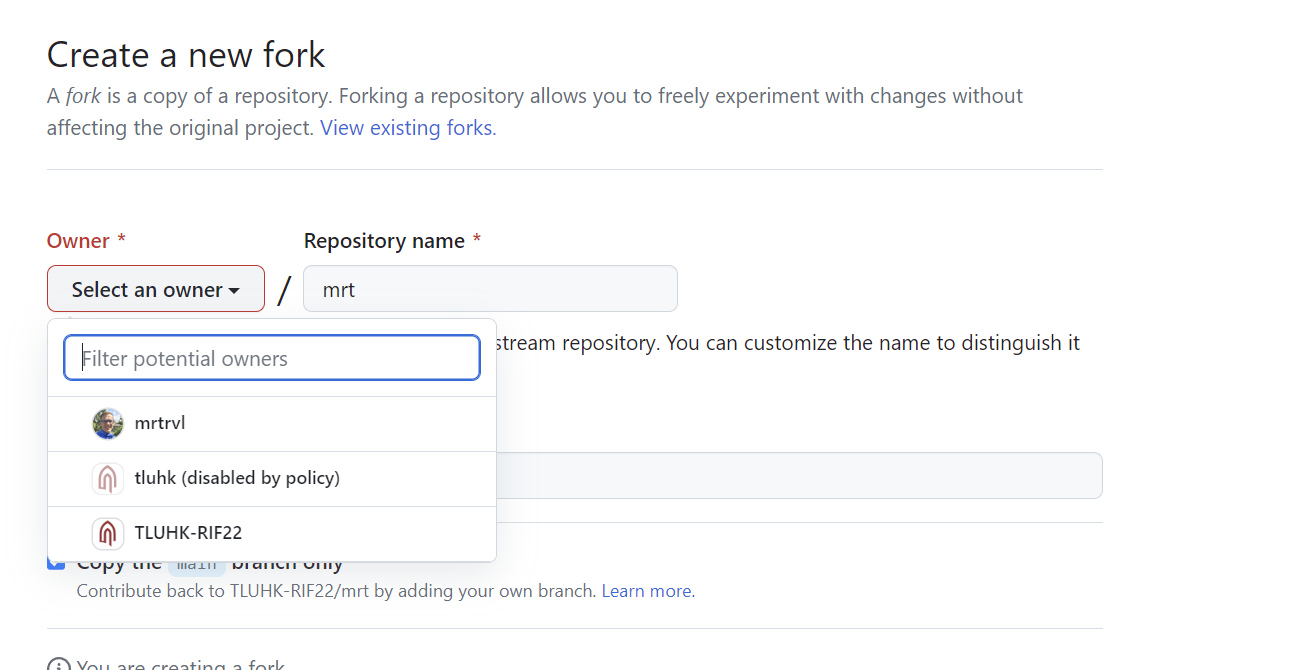 Create a new fork
A fork is a copy of a repository. Forking a repository allows you to freely experiment with changes without
affecting the original project. View existing forks.
Owner *
Repository name *
Select an owner
/
mrt
Filter potential owners
stream repository. You can customize the name to distinguish it
mrtrvl
tluhk (disabled by policy)
TLUHK-RIF22
Copy the main branch only
Contribute back to TLUHK-RIF22/mrt by adding your own branch. Learn more.
You are creating a fork